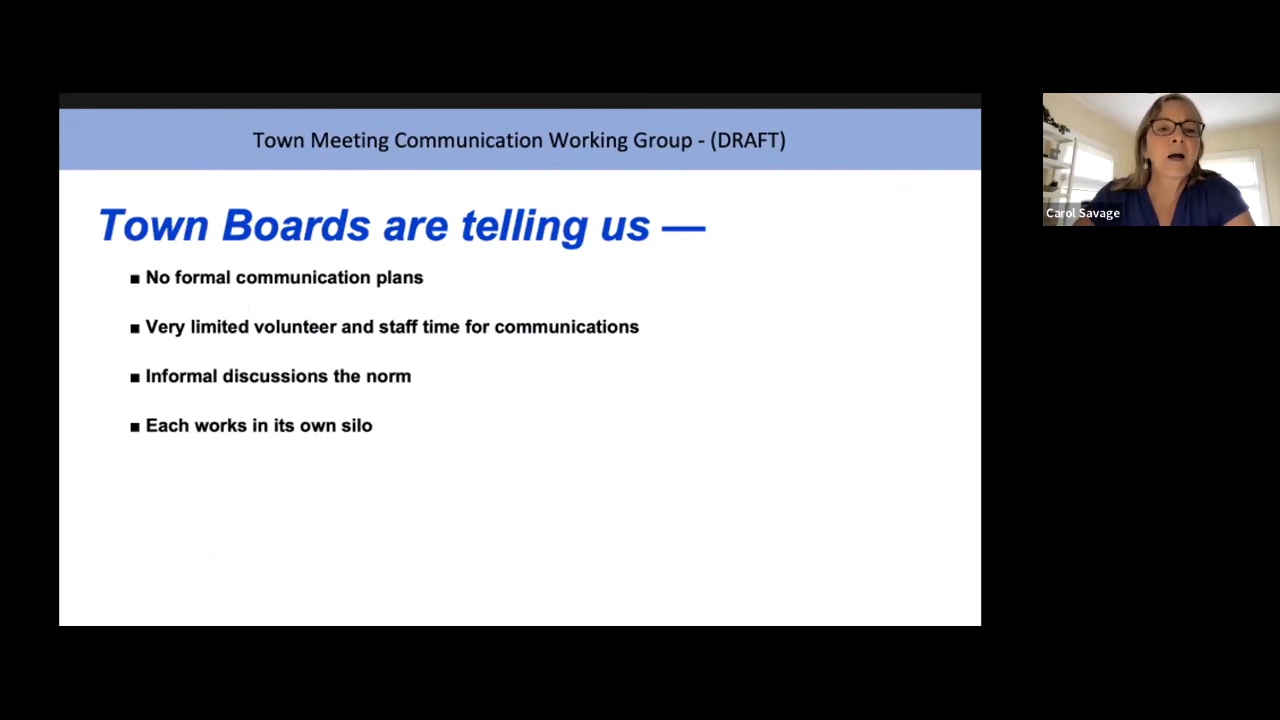 Town Meeting Communication Working Group - (DRAFT)
Town Boards are telling us —
■ No formal communication plans
■ Very limited volunteer and staff time for communications
■ Informal discussions the norm
■ Each works in its own silo
Carol Savage